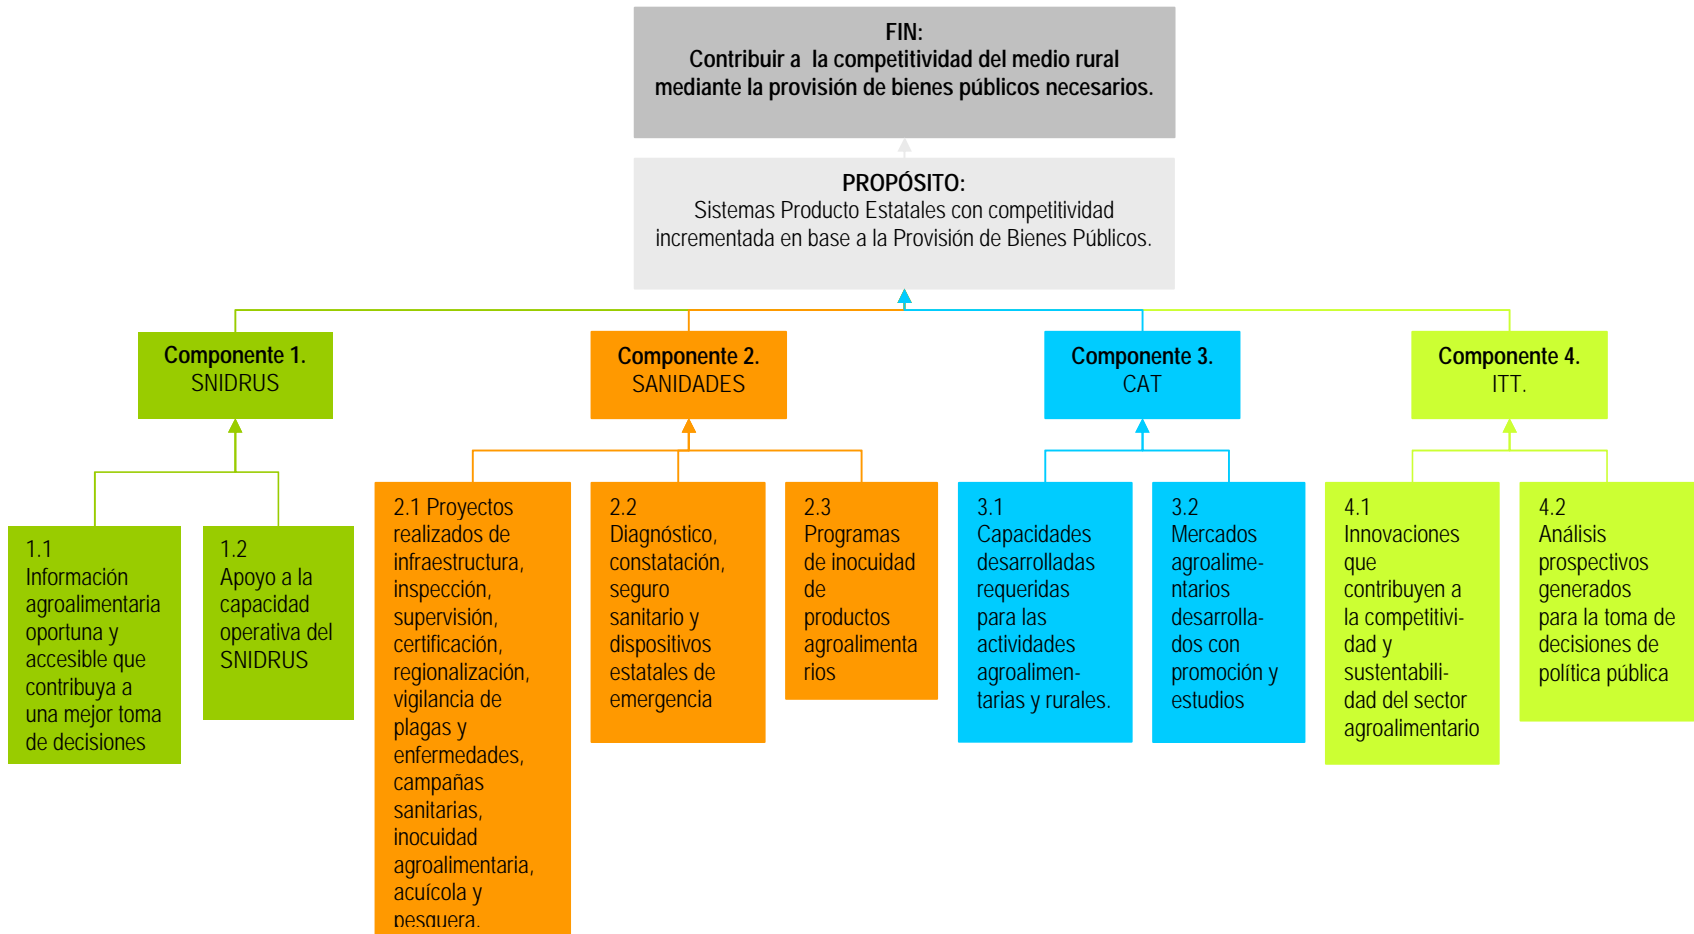 FIN:
Contribuir a la competitividad del medio rural
mediante la provisión de bienes públicos necesarios.
PROPÓSITO:
Sistemas Producto Estatales con competitividad
incrementada en base a la Provisión de Bienes Públicos.
Componente 1.
SNIDRUS
Componente 2.
SANIDADES
Componente 3.
CAT
Componente 4.
ITT.
1.1
Información
agroalimentaria
oportuna y
accesible que
contribuya a
una mejor toma
de decisiones
1.2
Apoyo a la
capacidad
operativa del
SNIDRUS
2.1 Proyectos
realizados de
infraestructura,
inspección,
supervisión,
certificación,
regionalización,
vigilancia de
plagas y
enfermedades,
campañas
sanitarias,
inocuidad
agroalimentaria,
acuícola y
pesquera.
2.2
Diagnóstico,
constatación,
seguro
sanitario y
dispositivos
estatales de
emergencia
2.3
Programas
de inocuidad
de
productos
agroalimenta
rios
3.1
Capacidades
desarrolladas
requeridas
para las
actividades
agroalimen-
tarias y rurales.
3.2
Mercados
agroalime-
ntarios
desarrolla-
dos con
promoción y
estudios
4.1
Innovaciones
que
contribuyen a
la competitivi-
dad y
sustentabili-
dad del sector
agroalimentario
4.2
Análisis
prospectivos
generados
para la toma de
decisiones de
política pública